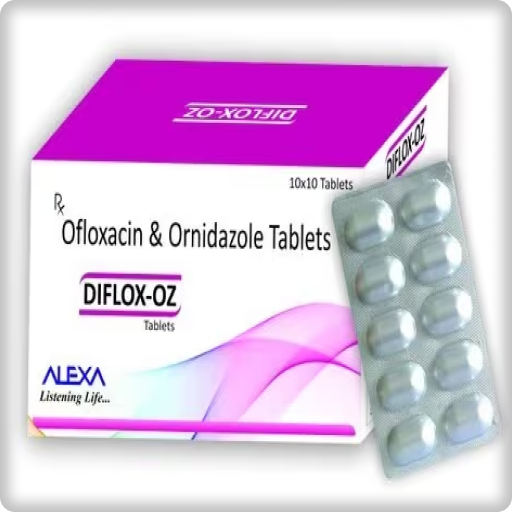 DIFLOX-OZ
10x10 Tablets
DIFLOX-OZ
Rx
Ofloxacin & Ornidazole Tablets
DIFLOX-OZ
Tablets
ALEXA
Listening Life...